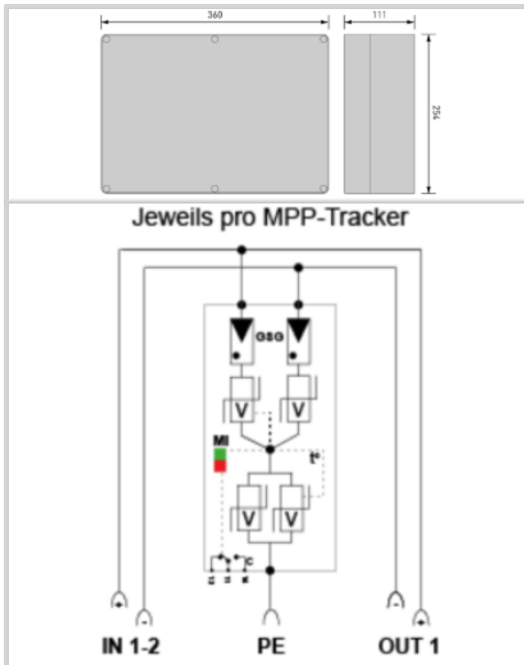 360
111
254
Jeweils pro MPP-Tracker
GSG
V V
MI
t°
V V
C
+ - - +
IN 1-2 PE OUT 1